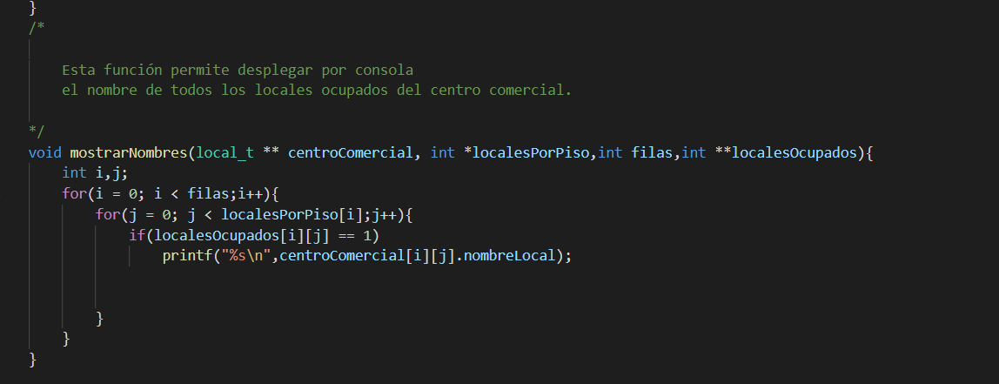 }
/*
Esta función permite desplegar por consola
el nombre de todos los locales ocupados del centro comercial.
*/
void mostrarNombres(local_t ** centroComercial, int *localesPorPiso,int filas,int **localesOcupados){
int i,j;
for(i = 0; i < filas;i++){
for(j = 0; j < localesPorPiso[i];j++){
if(localesOcupados[i][j] == 1)
printf("%s\n",centroComercial[i][j].nombreLocal);
}
}
}